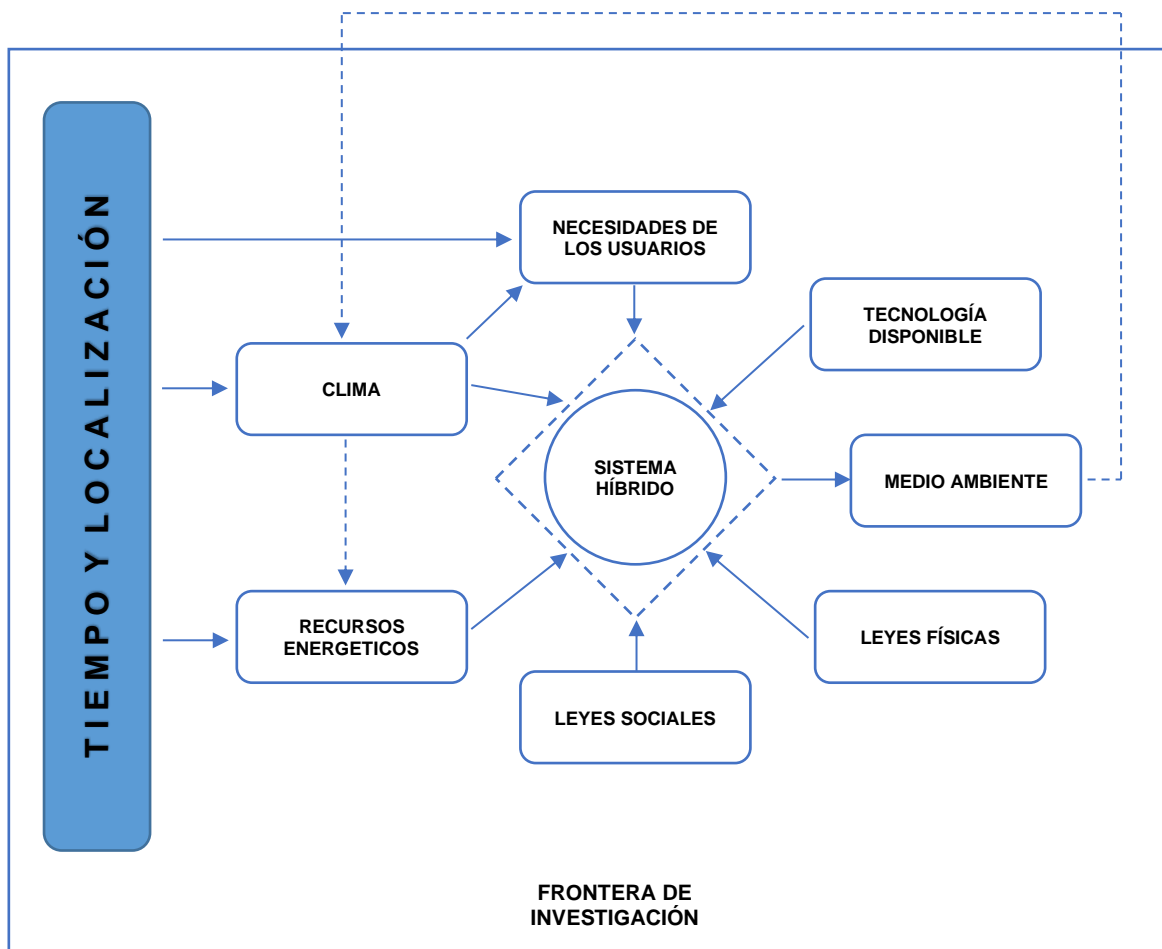 TIEMPO Y LOCALIZACIÓN
NECESIDADES DE
LOS USUARIOS
TECNOLOGÍA
DISPONIBLE
CLIMA
SISTEMA
HÍBRIDO
MEDIO AMBIENTE
RECURSOS
ENERGETICOS
LEYES FÍSICAS
LEYES SOCIALES
FRONTERA DE
INVESTIGACIÓN